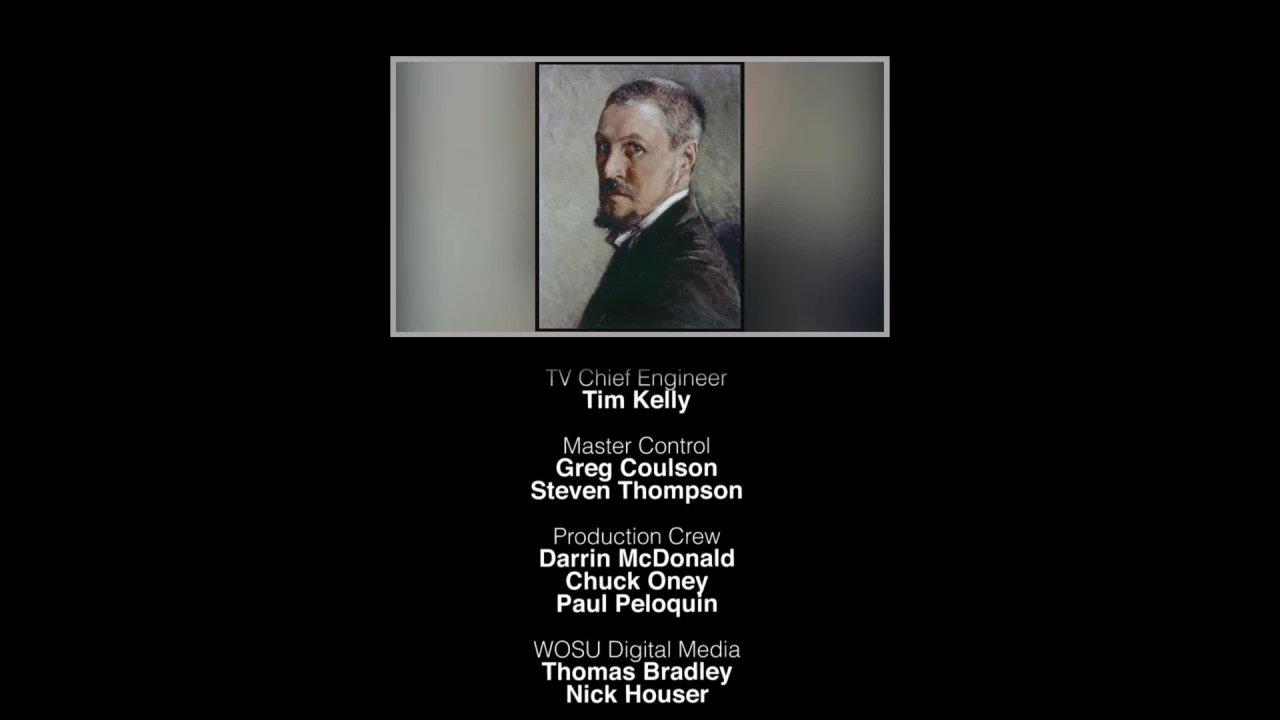 TV Chief Engineer
Tim Kelly
Master Control
Greg Coulson
Steven Thompson
Production Crew
Darrin McDonald
Chuck Oney
Paul Peloquin
WOSU Digital Media
Thomas Bradley
Nick Houser